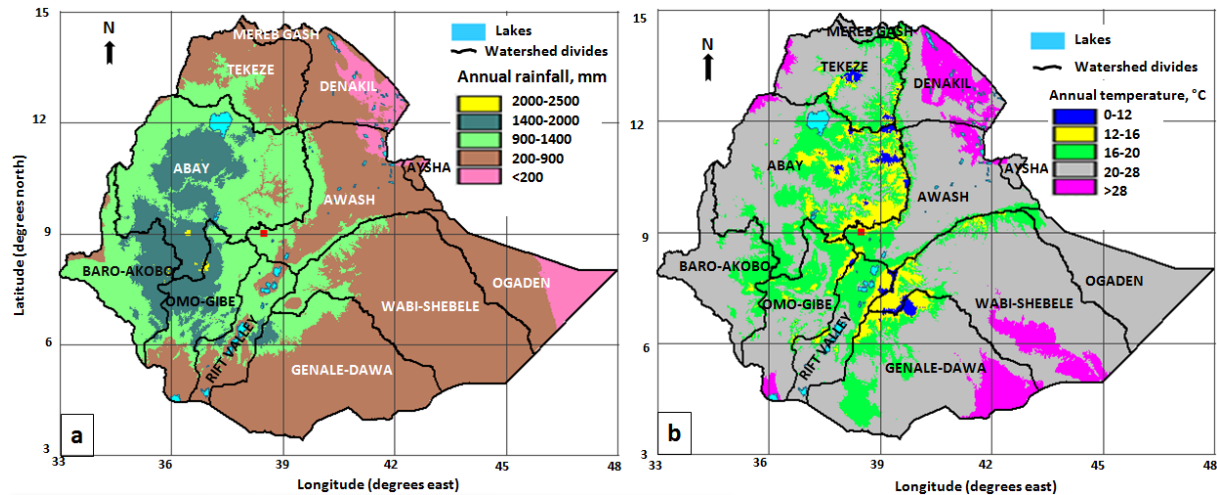 15
12
9
6
3
Latitude (degrees north)
33
36
39
42
45
48
Longitude (degrees east)
N
MEREB GASH
TEKEZE
DENAKIL
ABAY
AYSHA
AWASH
BARO-AKOBO
OMO-GIBE
OGADEN
WABI-SHEBELE
RIFT VALLEY
GENALE-DAWA
Lakes
Watershed divides
Annual rainfall, mm
2000-2500
1400-2000
900-1400
200-900
<200
a
15
12
9
6
3
33
36
39
42
45
48
Longitude (degrees east)
N
MEREB GASH
TEKEZE
DENAKIL
ABAY
AYSHA
AWASH
BARO-AKOBO
OMO-GIBE
OGADEN
WABI-SHEBELE
RIFT VALLEY
GENALE-DAWA
Lakes
Watershed divides
Annual temperature, °C
0-12
12-16
16-20
20-28
>28
b